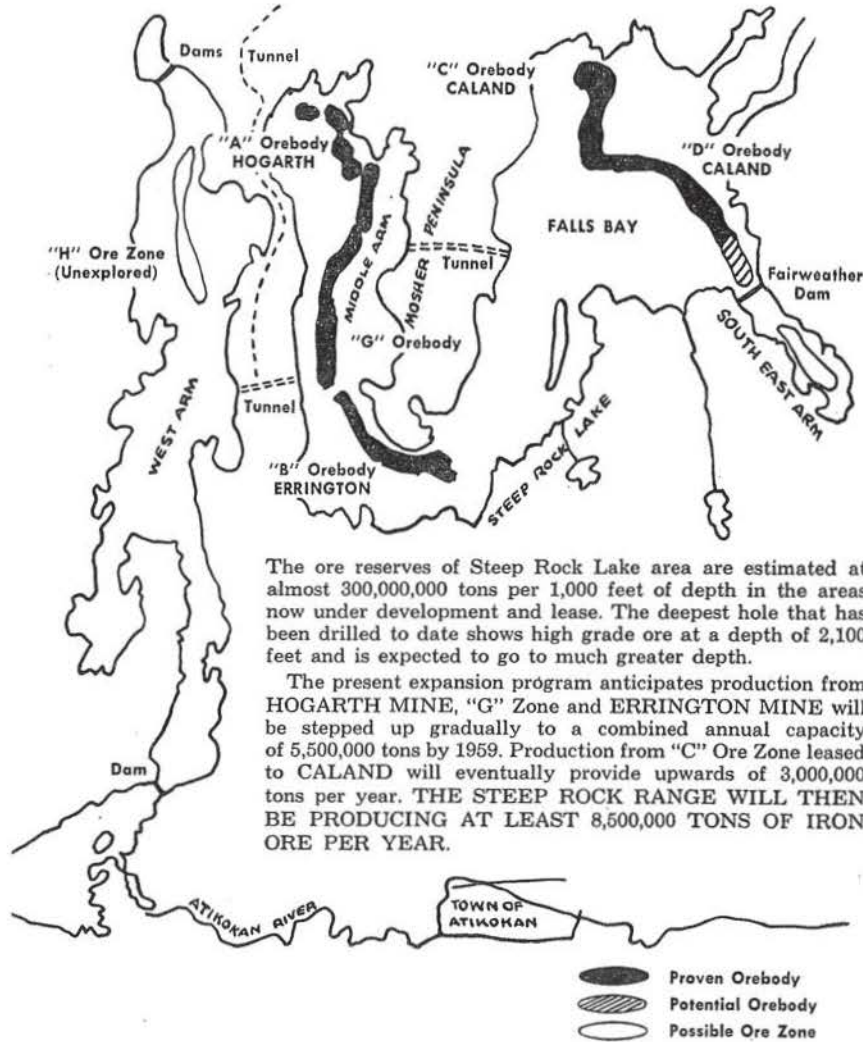 Dams
Tunnel
"C" Orebody
CALAND
"A" Orebody
HOGARTH
"D" Orebody
CALAND
MOSHER PENINSULA
MIDDLE ARM
FALLS BAY
"H" Ore Zone
(Unexplored)
Tunnel
Fairweather
Dam
"G" Orebody
SOUTH EAST ARM
Tunnel
WEST ARM
STEEP ROCK LAKE
"B" Orebody
ERRINGTON
The ore reserves of Steep Rock Lake area are estimated at
almost 300,000,000 tons per 1,000 feet of depth in the areas
now under development and lease. The deepest hole that has
been drilled to date shows high grade ore at a depth of 2,100
feet and is expected to go to much greater depth.
The present expansion program anticipates production from
HOGARTH MINE, "G" Zone and ERRINGTON MINE will
be stepped up gradually to a combined annual capacity
of 5,500,000 tons by 1959. Production from "C" Ore Zone leased
to CALAND will eventually provide upwards of 3,000,000
tons per year. THE STEEP ROCK RANGE WILL THEN
BE PRODUCING AT LEAST 8,500,000 TONS OF IRON
ORE PER YEAR.
Dam
ATIKOKAN RIVER
TOWN OF
ATIKOKAN
Proven Orebody
Potential Orebody
Possible Ore Zone